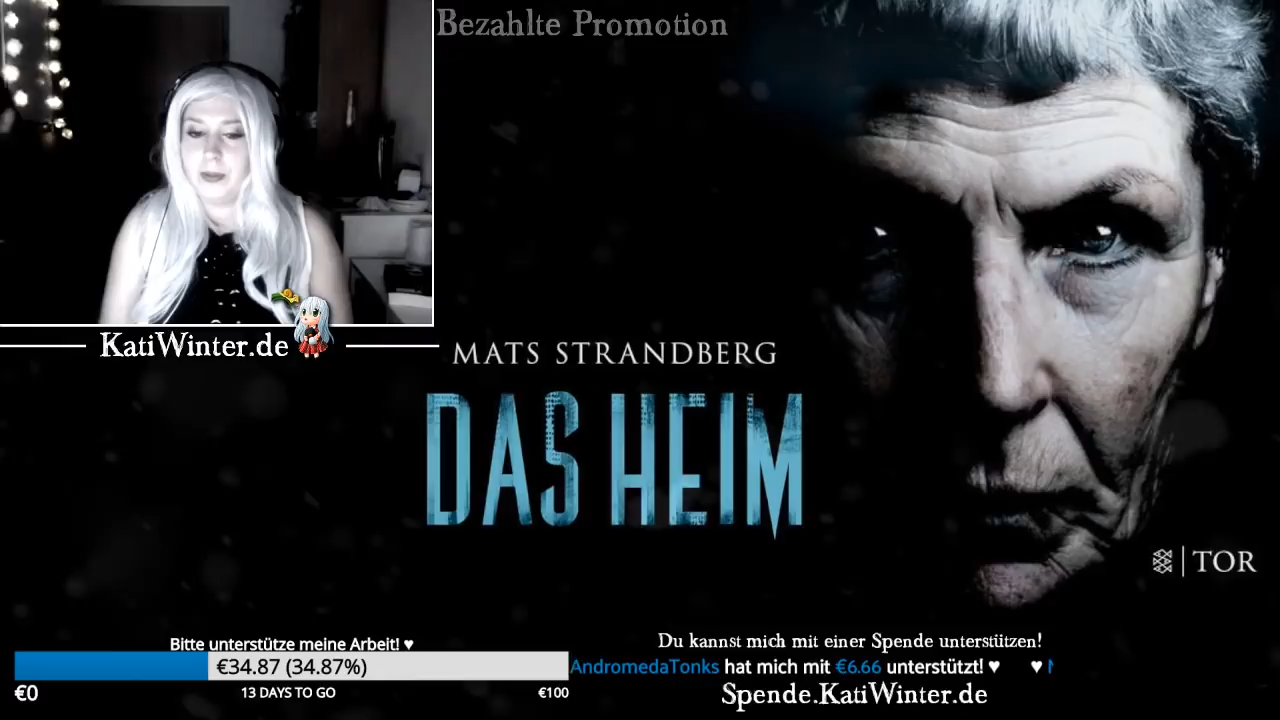 Bezahlte Promotion
KatiWinter.de
MATS STRANDBERG
DAS HEIM
TOR
Bitte unterstütze meine Arbeit! ♥
€34.87 (34.87%)
€0
13 DAYS TO GO
€100
Du kannst mich mit einer Spende unterstützen!
AndromedaTonks hat mich mit €6.66 unterstützt! ♥ ♥
Spende.KatiWinter.de